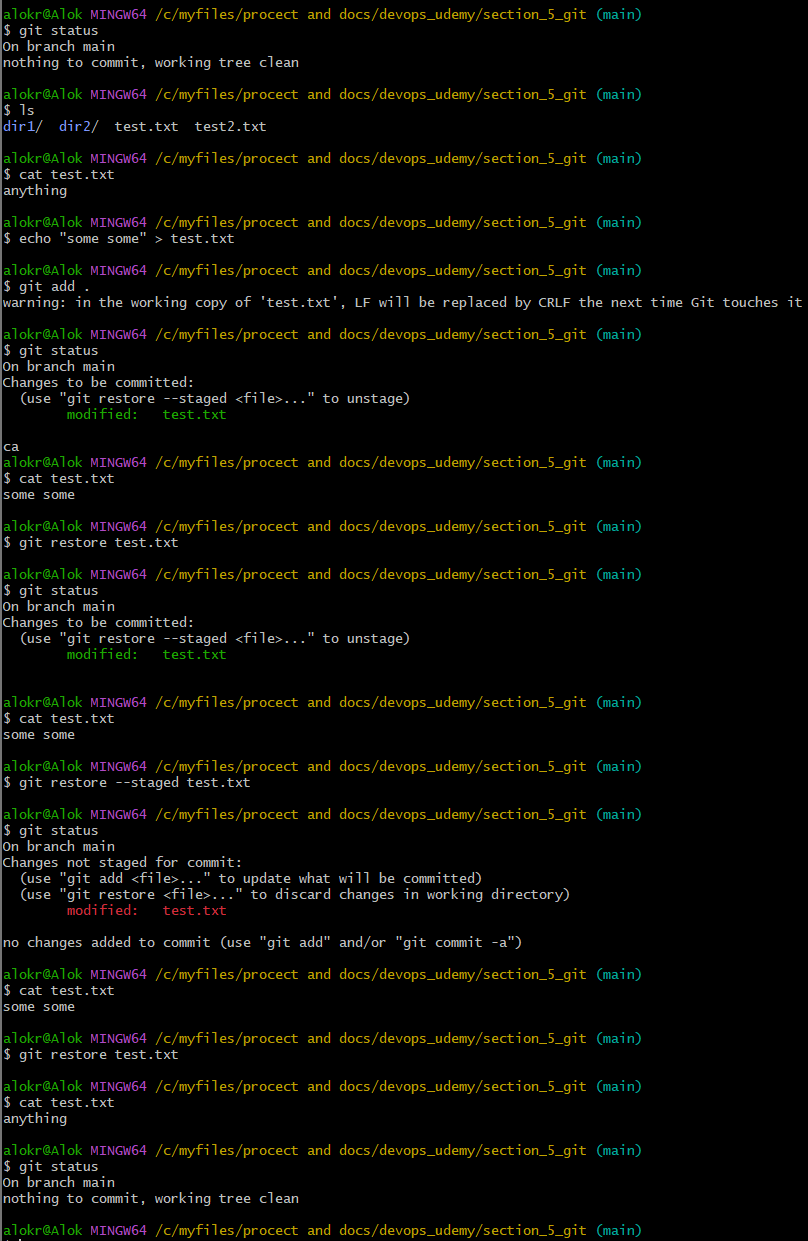 alokr@Alok MINGW64 /c/myfiles/procect and docs/devops_udemy/section_5_git (main)
$ git status
On branch main
nothing to commit, working tree clean
alokr@Alok MINGW64 /c/myfiles/procect and docs/devops_udemy/section_5_git (main)
$ ls
dir1/  dir2/  test.txt  test2.txt
alokr@Alok MINGW64 /c/myfiles/procect and docs/devops_udemy/section_5_git (main)
$ cat test.txt
anything
alokr@Alok MINGW64 /c/myfiles/procect and docs/devops_udemy/section_5_git (main)
$ echo "some some" > test.txt
alokr@Alok MINGW64 /c/myfiles/procect and docs/devops_udemy/section_5_git (main)
$ git add .
warning: in the working copy of 'test.txt', LF will be replaced by CRLF the next time Git touches it
alokr@Alok MINGW64 /c/myfiles/procect and docs/devops_udemy/section_5_git (main)
$ git status
On branch main
Changes to be committed:
  (use "git restore --staged <file>..." to unstage)
        modified:   test.txt
ca
alokr@Alok MINGW64 /c/myfiles/procect and docs/devops_udemy/section_5_git (main)
$ cat test.txt
some some
alokr@Alok MINGW64 /c/myfiles/procect and docs/devops_udemy/section_5_git (main)
$ git restore test.txt
alokr@Alok MINGW64 /c/myfiles/procect and docs/devops_udemy/section_5_git (main)
$ git status
On branch main
Changes to be committed:
  (use "git restore --staged <file>..." to unstage)
        modified:   test.txt
alokr@Alok MINGW64 /c/myfiles/procect and docs/devops_udemy/section_5_git (main)
$ cat test.txt
some some
alokr@Alok MINGW64 /c/myfiles/procect and docs/devops_udemy/section_5_git (main)
$ git restore --staged test.txt
alokr@Alok MINGW64 /c/myfiles/procect and docs/devops_udemy/section_5_git (main)
$ git status
On branch main
Changes not staged for commit:
  (use "git add <file>..." to update what will be committed)
  (use "git restore <file>..." to discard changes in working directory)
        modified:   test.txt
no changes added to commit (use "git add" and/or "git commit -a")
alokr@Alok MINGW64 /c/myfiles/procect and docs/devops_udemy/section_5_git (main)
$ cat test.txt
some some
alokr@Alok MINGW64 /c/myfiles/procect and docs/devops_udemy/section_5_git (main)
$ git restore test.txt
alokr@Alok MINGW64 /c/myfiles/procect and docs/devops_udemy/section_5_git (main)
$ cat test.txt
anything
alokr@Alok MINGW64 /c/myfiles/procect and docs/devops_udemy/section_5_git (main)
$ git status
On branch main
nothing to commit, working tree clean
alokr@Alok MINGW64 /c/myfiles/procect and docs/devops_udemy/section_5_git (main)